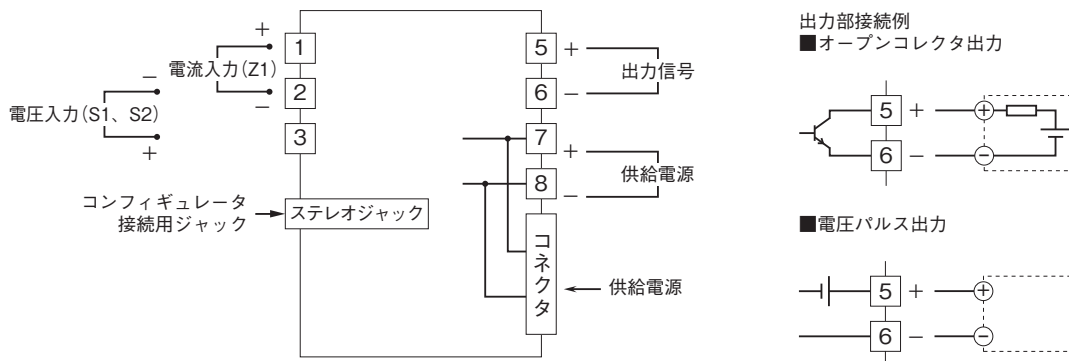 +
1
電流入力(Z1)
2
−
−
電圧入力(S1、S2)
+
3
コンフィギュレータ
接続用ジャック
ステレオジャック
5
+
出力信号
6
−
7
+
供給電源
8
−
コネクタ
供給電源
出力部接続例
■オープンコレクタ出力
5
+
+
6
−
−
■電圧パルス出力
5
+
+
6
−
−